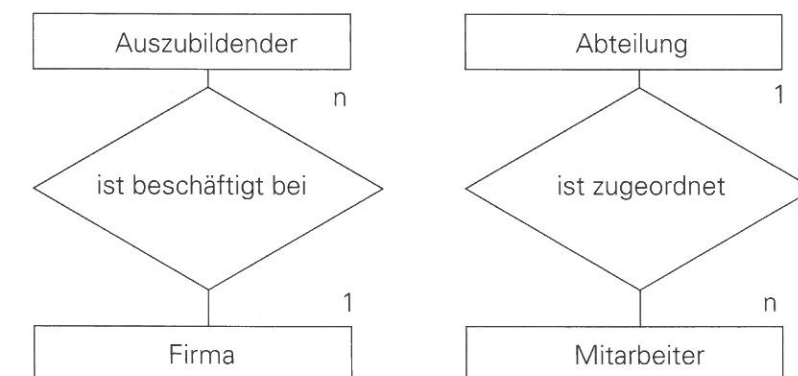 Auszubildender
n
ist beschäftigt bei
1
Firma
Abteilung
1
ist zugeordnet
n
Mitarbeiter